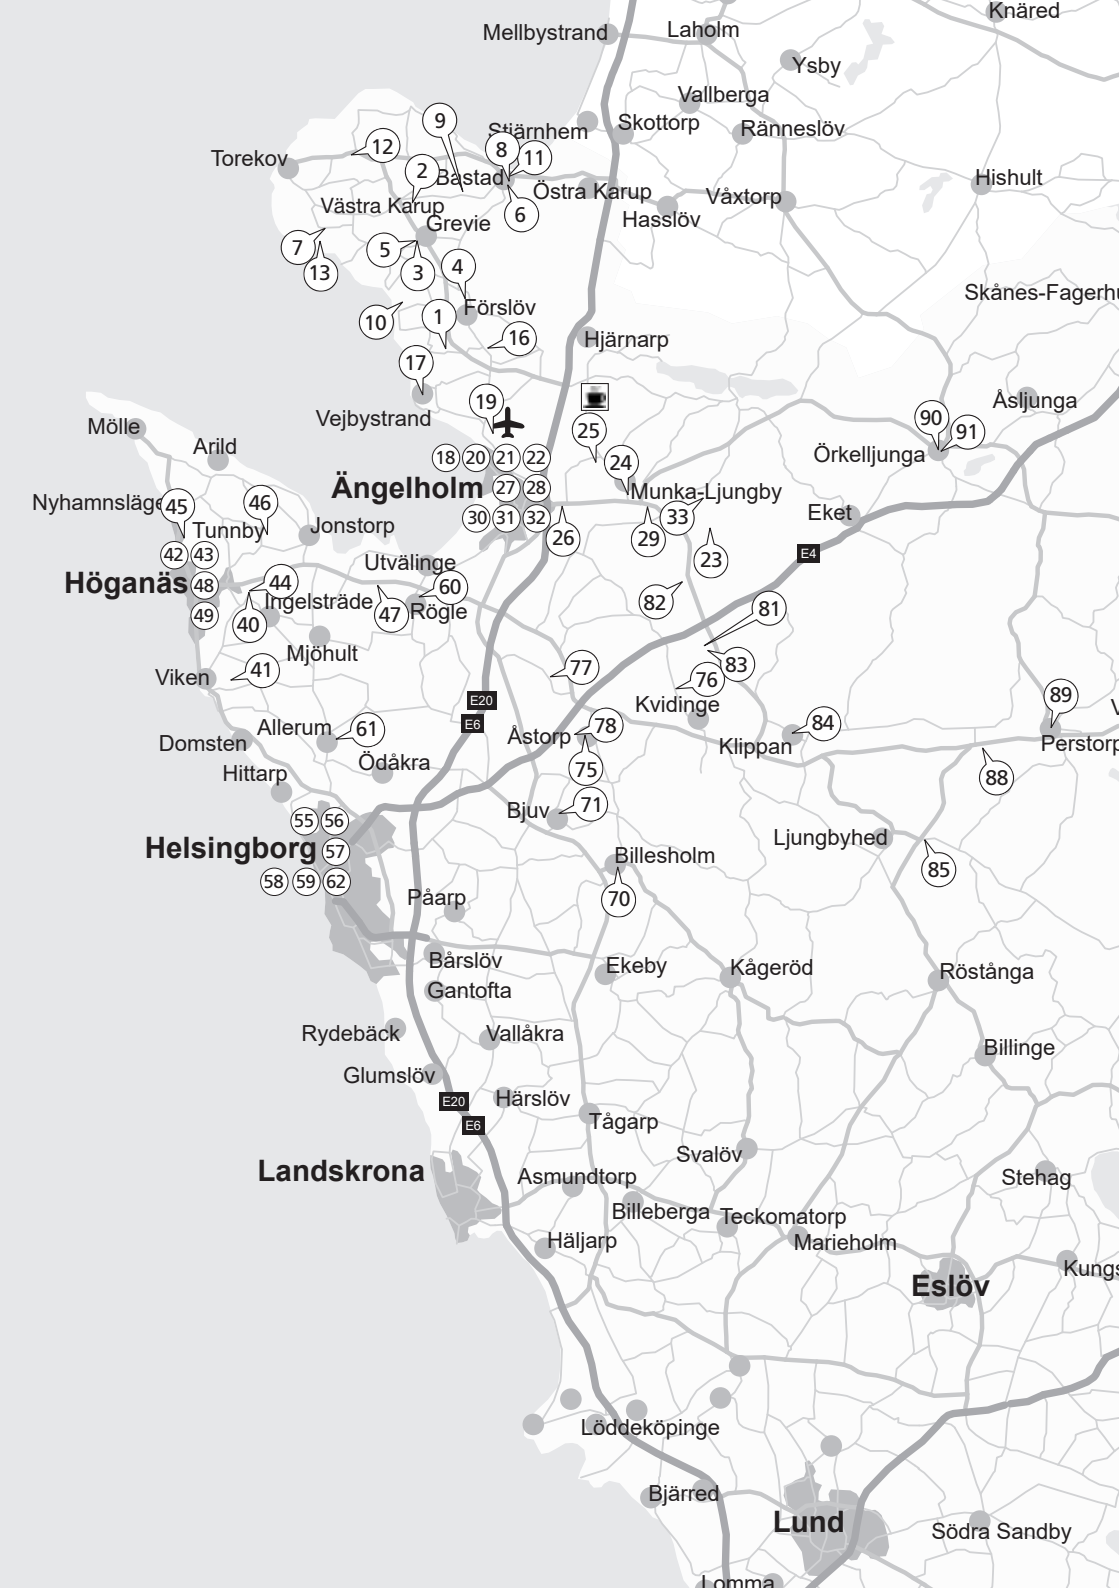 Knäred
Mellbystrand
Laholm
Ysby
Vallberga
9
Stjärnhem
Skottorp
Ränneslöv
12
8
11
Torekov
2
Båstad
Östra Karup
Hishult
Västra Karup
6
Hasslöv
Våxtorp
7
5
Grevie
13
3
4
Skånes-Fagerhu
10
1
Förslöv
16
Hjärnarp
17
19
Vejbystrand
25
90
91
Åsljunga
Mölle
Arild
18 20 21 22
24
Örkelljunga
Ängelholm
27 28
Munka-Ljungby
Nyhamnsläge
45
46
30 31 32
33
Eket
Tunnby
Jonstorp
26
29
23
42 43
E4
Utvälinge
Höganäs
48
44
60
82
81
49
40
Ingelsträde
47
Rögle
Mjöhult
41
77
83
Viken
76
E20
Kvidinge
89
61
E6
78
84
Allerum
Åstorp
Klippan
Perstorp
V
Domsten
Ödåkra
75
88
Hittarp
71
Bjuv
55 56
Ljungbyhed
Helsingborg
57
Billesholm
85
58 59 62
70
Påarp
Bårslöv
Ekeby
Kågeröd
Röstånga
Gantofta
Rydebäck
Vallåkra
Billinge
Glumslöv
E20
Härslöv
E6
Tågarp
Svalöv
Landskrona
Asmundtorp
Stehag
Billeberga
Teckomatorp
Häljarp
Marieholm
Kungs
Eslöv
Löddeköpinge
Bjärred
Lund
Södra Sandby
Lomma